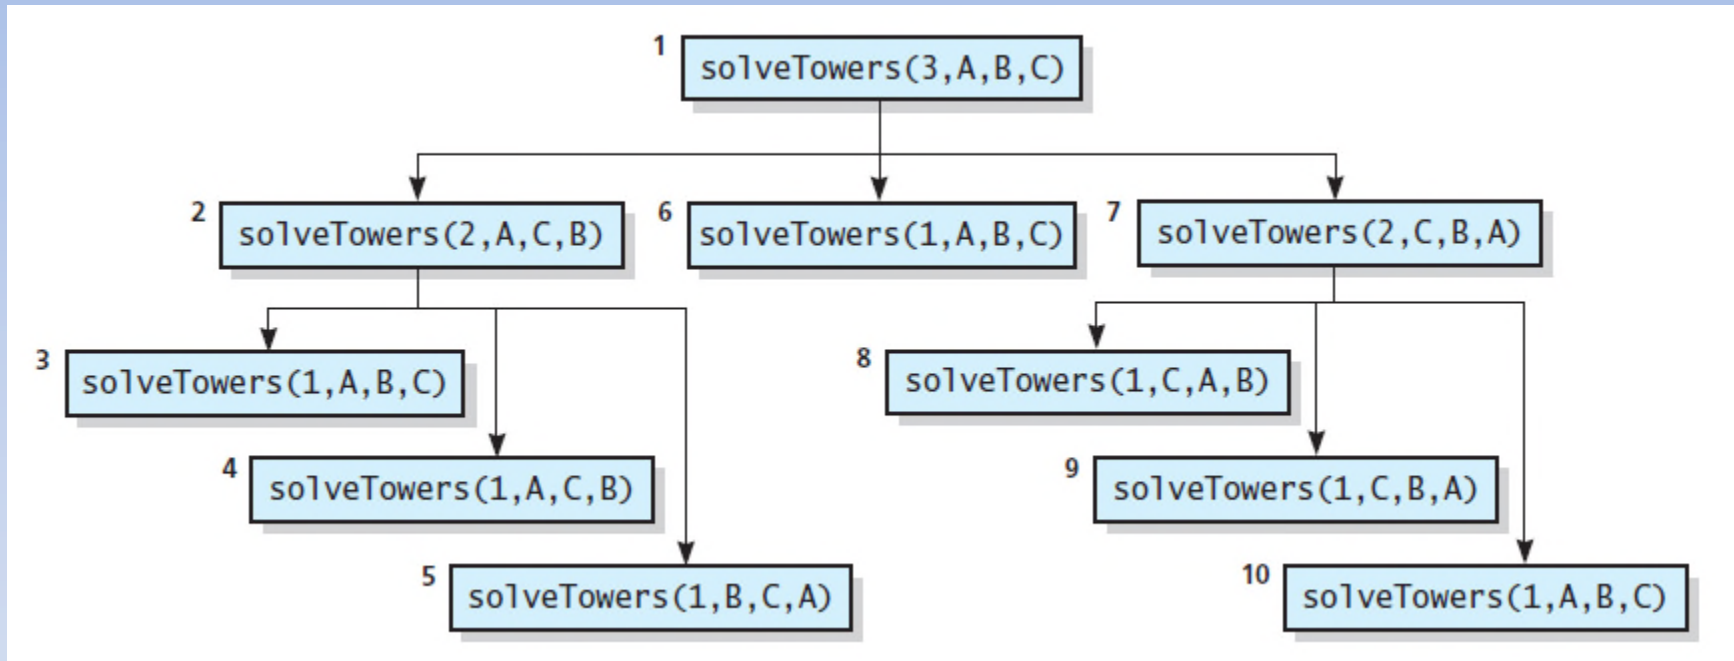 1 solveTowers(3,A,B,C)
2 solveTowers(2,A,C,B)
6 solveTowers(1,A,B,C)
7 solveTowers(2,C,B,A)
3 solveTowers(1,A,B,C)
8 solveTowers(1,C,A,B)
4 solveTowers(1,A,C,B)
9 solveTowers(1,C,B,A)
5 solveTowers(1,B,C,A)
10 solveTowers(1,A,B,C)